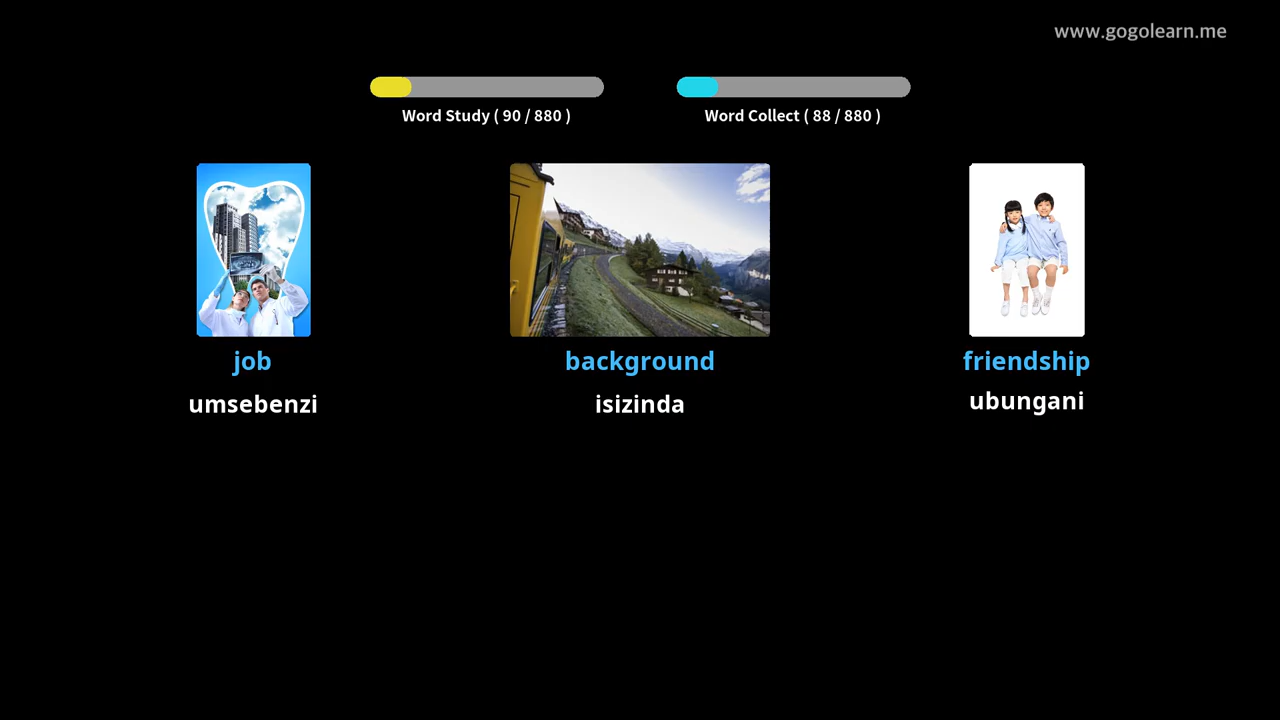 www.gogolearn.me
Word Study ( 90 / 880 )
Word Collect ( 88 / 880 )
job
background
friendship
umsebenzi
isizinda
ubungani